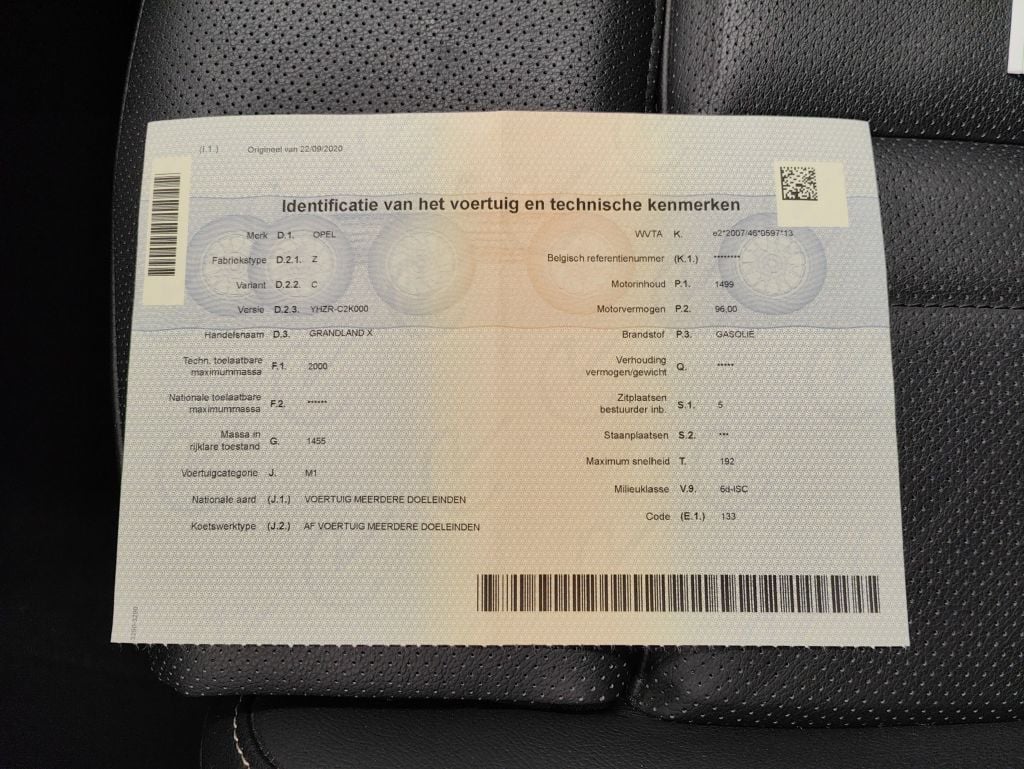 (I.1.) Origineel van 22/09/2020
Identificatie van het voertuig en technische kenmerken
Merk D.1. OPEL
Fabriekstype D.2.1. Z
Variant D.2.2. C
Versie D.2.3. YHZR-C2K000
Handelsnaam D.3. GRANDLAND X
Techn. toelaatbare
maximummassa F.1. 2000
Nationale toelaatbare
maximummassa F.2. ******
Massa in
rijklare toestand G. 1455
Voertuigcategorie J. M1
Nationale aard (J.1.) VOERTUIG MEERDERE DOELEINDEN
Koetswerktype (J.2.) AF VOERTUIG MEERDERE DOELEINDEN
WVTA K. e2*2007/46*0597*13
Belgisch referentienummer (K.1.) ********
Motorinhoud P.1. 1499
Motorvermogen P.2. 96,00
Brandstof P.3. GASOLIE
Verhouding
vermogen/gewicht Q. *****
Zitplaatsen
bestuurder inb. S.1. 5
Staanplaatsen S.2. ***
Maximum snelheid T. 192
Milieuklasse V.9. 6d-ISC
Code (E.1.) 133